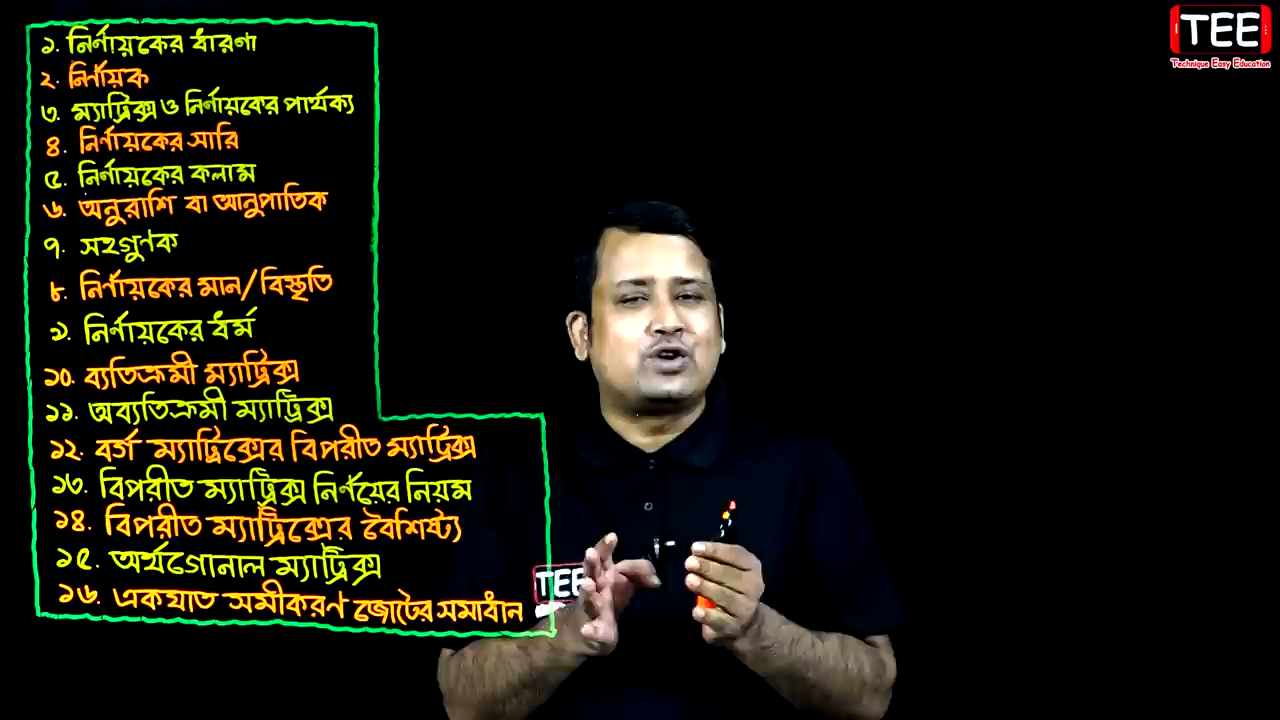 ১. নির্ণায়কের ধারণা
২. নির্ণায়ক
৩. ম্যাট্রিক্স ও নির্ণায়কের পার্থক্য
৪. নির্ণায়কের সারি
৫. নির্ণায়কের কলাম
৬. অনুরাশি বা আনুপাতিক
৭. সহগুণক
৮. নির্ণায়কের মান/বিস্তৃতি
৯. নির্ণায়কের ধর্ম
১০. ব্যতিক্রমী ম্যাট্রিক্স
১১. অব্যতিক্রমী ম্যাট্রিক্স
১২. বর্গ ম্যাট্রিক্সের বিপরীত ম্যাট্রিক্স
১৩. বিপরীত ম্যাট্রিক্স নির্ণয়ের নিয়ম
১৪. বিপরীত ম্যাট্রিক্সের বৈশিষ্ট্য
১৫. অর্থগোনাল ম্যাট্রিক্স
১৬. একঘাত সমীকরণ জোটের সমাধান
TEE
Technique Easy Education
TEE